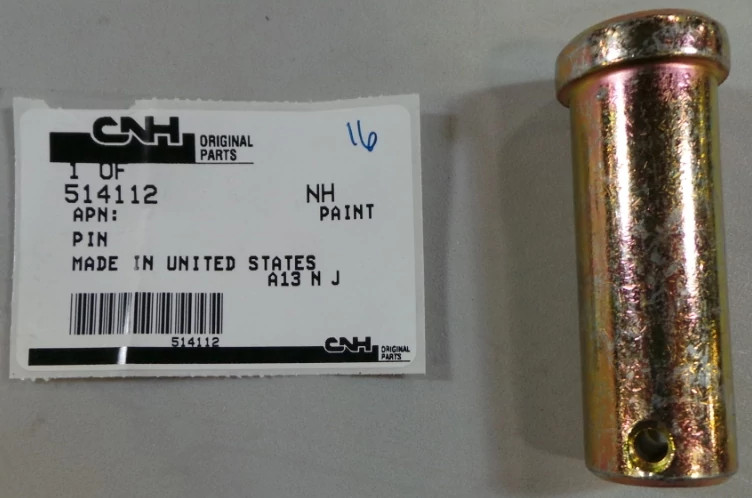 CNH ORIGINAL PARTS
16
1 OF
514112 NH
APN: PAINT
PIN
MADE IN UNITED STATES
A13 N J
514112
CNH ORIGINAL PARTS